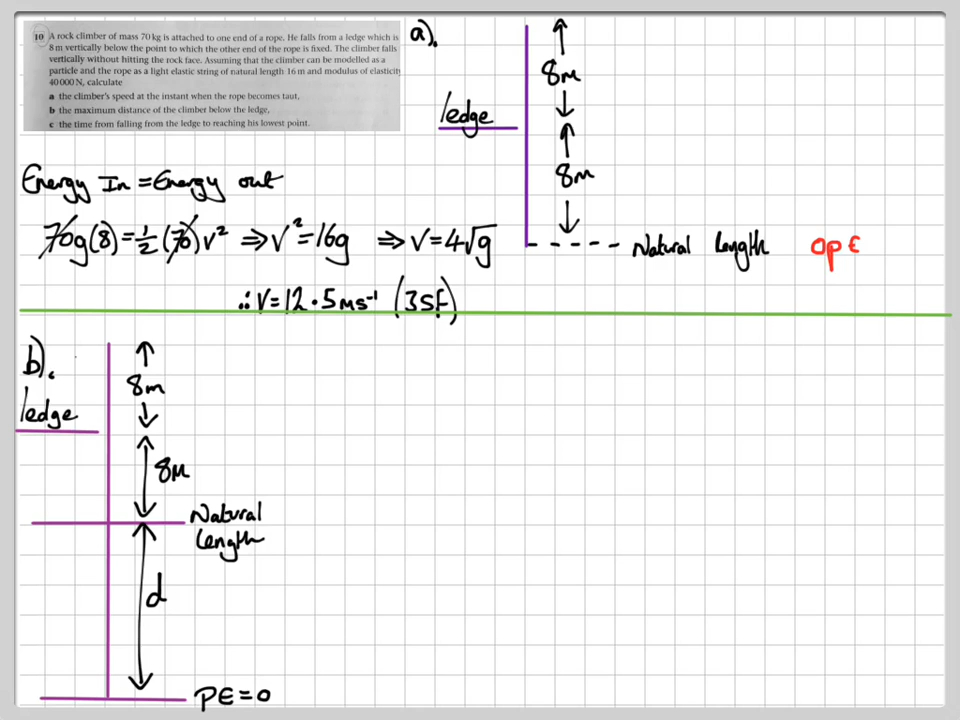 10 A rock climber of mass 70 kg is attached to one end of a rope. He falls from a ledge which is
8 m vertically below the point to which the other end of the rope is fixed. The climber falls
vertically without hitting the rock face. Assuming that the climber can be modelled as a
particle and the rope as a light elastic string of natural length 16 m and modulus of elasticity
40 000 N, calculate
a the climber's speed at the instant when the rope becomes taut,
b the maximum distance of the climber below the ledge,
c the time from falling from the ledge to reaching his lowest point.
a).
8m
ledge
8m
Natural Length OPE
Energy In = Energy out
70g(8) = 1/2 (70) v² ⇒ v² = 16g ⇒ v = 4√g
∴ v = 12.5ms⁻¹ (3SF)
b).
8m
ledge
8m
Natural
Length
d
PE = 0